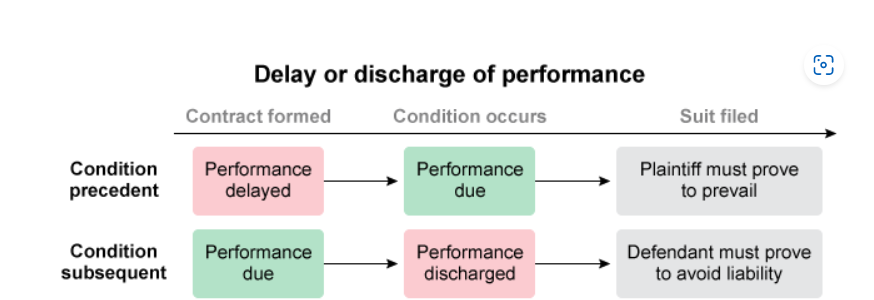 Delay or discharge of performance
Contract formed Condition occurs Suit filed
Condition
precedent
Performance
delayed
Performance
due
Plaintiff must prove
to prevail
Condition
subsequent
Performance
due
Performance
discharged
Defendant must prove
to avoid liability